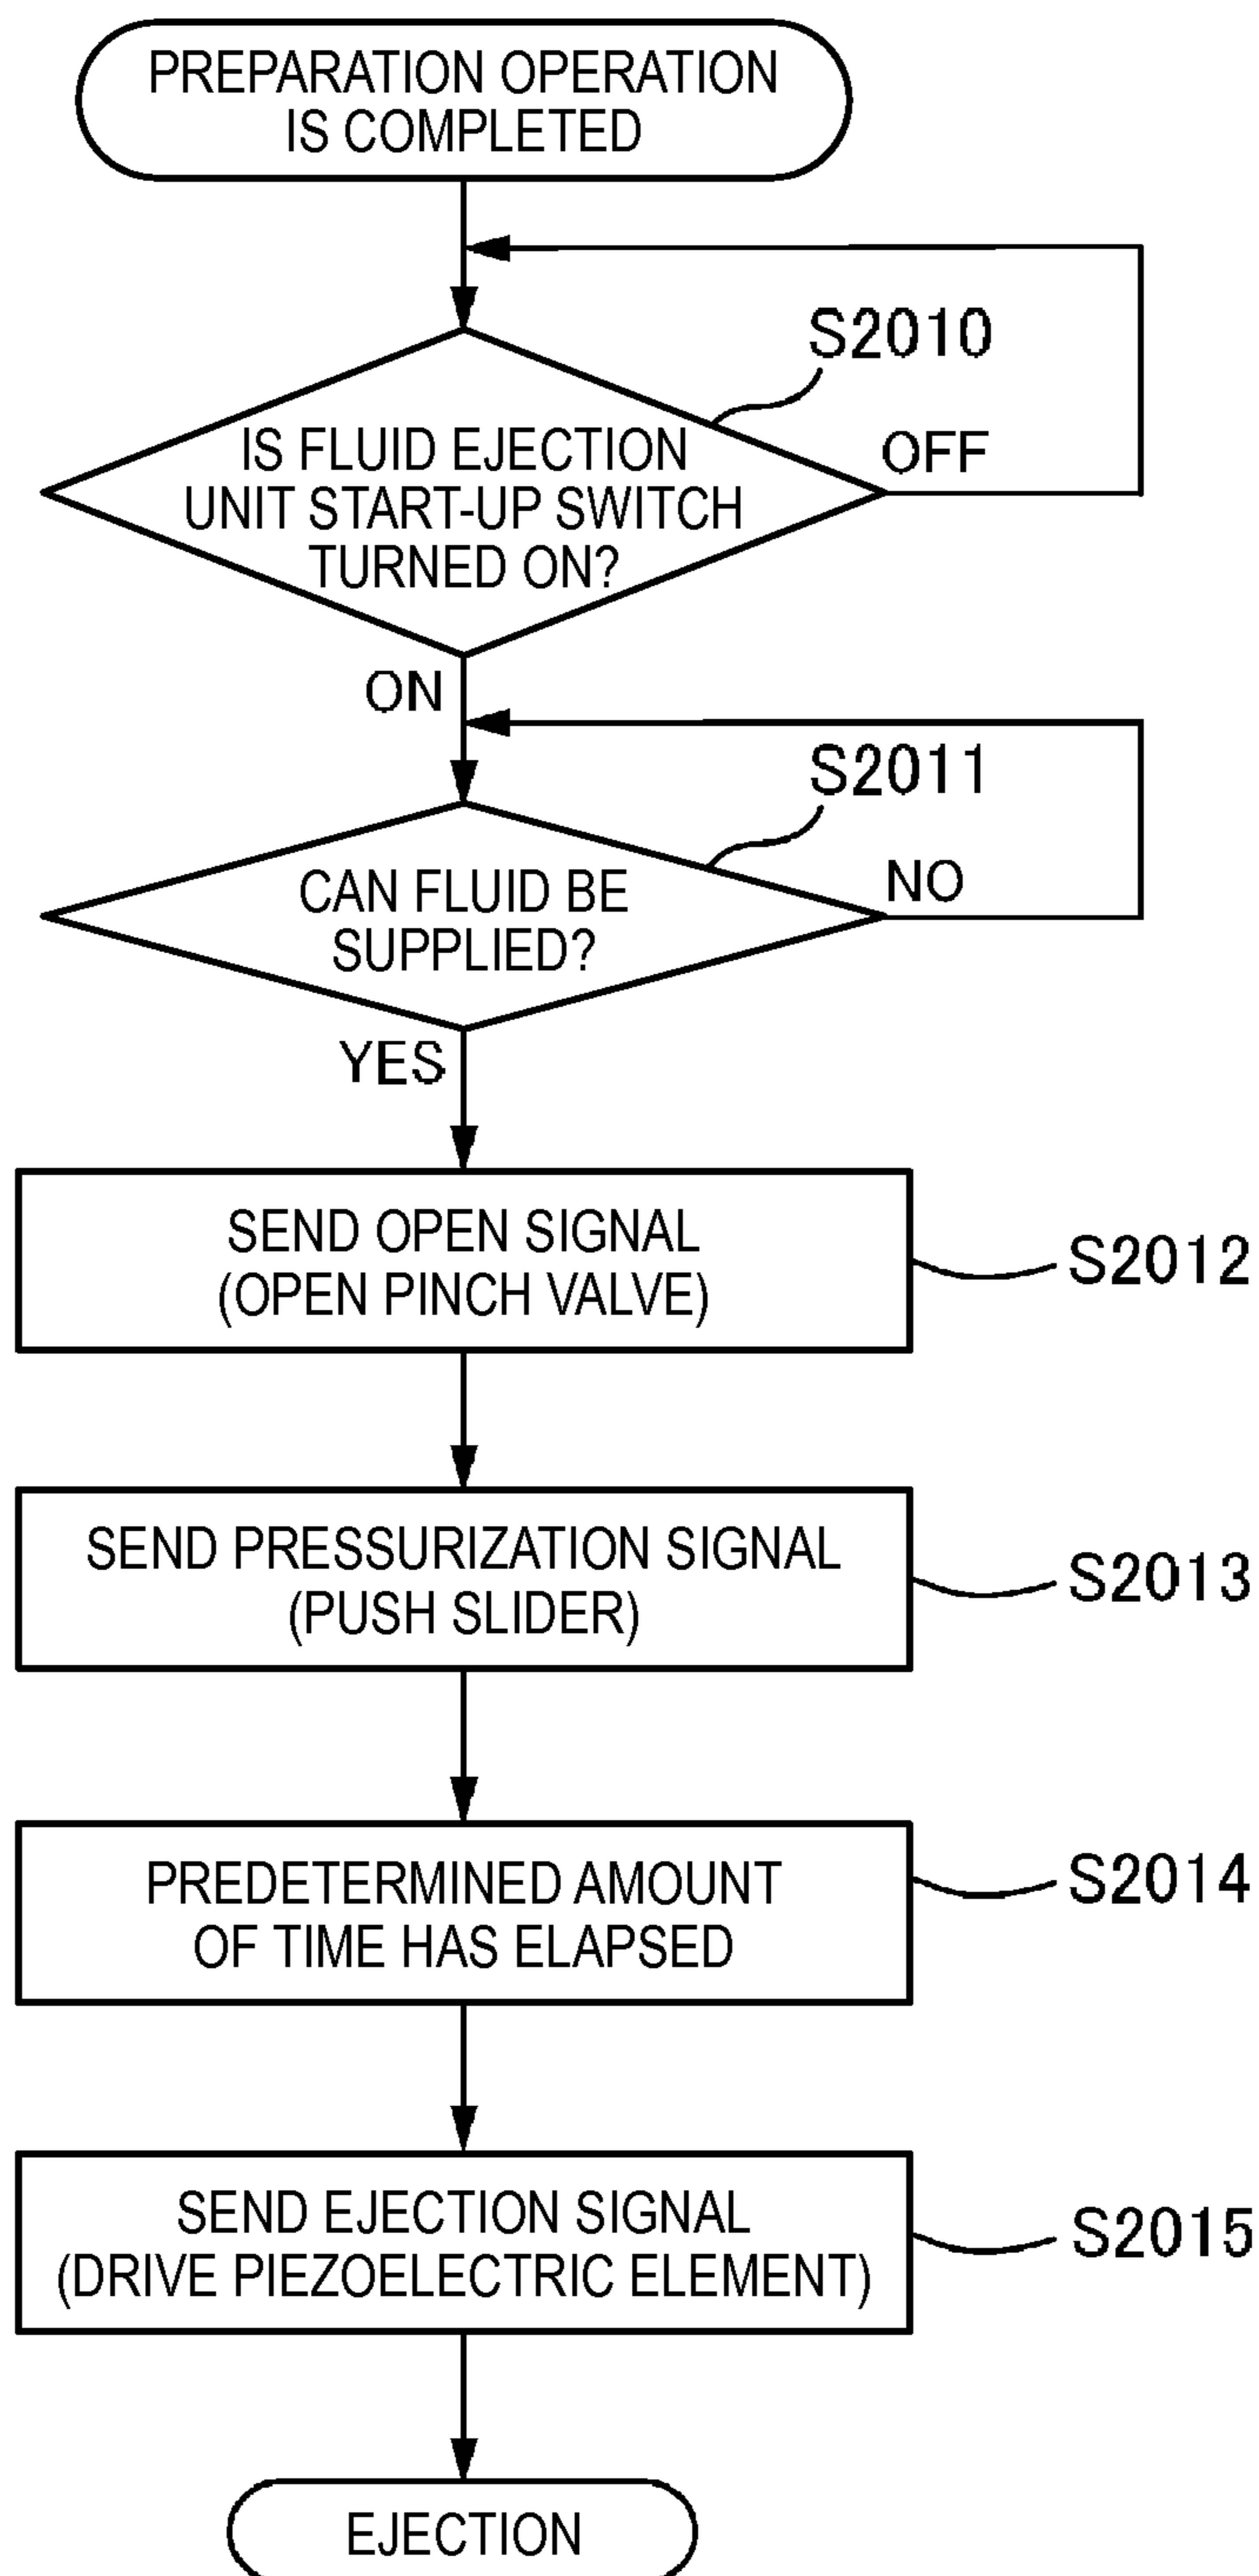 PREPARATION OPERATION
IS COMPLETED
S2010
IS FLUID EJECTION
UNIT START-UP SWITCH
TURNED ON?
OFF
ON
S2011
CAN FLUID BE
SUPPLIED?
NO
YES
SEND OPEN SIGNAL
(OPEN PINCH VALVE)
S2012
SEND PRESSURIZATION SIGNAL
(PUSH SLIDER)
S2013
PREDETERMINED AMOUNT
OF TIME HAS ELAPSED
S2014
SEND EJECTION SIGNAL
(DRIVE PIEZOELECTRIC ELEMENT)
S2015
EJECTION